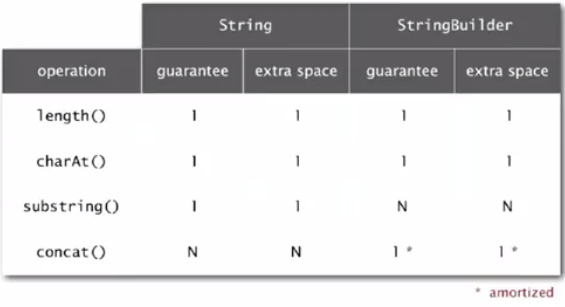 String StringBuilder
operation guarantee extra space guarantee extra space
length() 1 1 1 1
charAt() 1 1 1 1
substring() 1 1 N N
concat() N N 1 * 1 *
* amortized